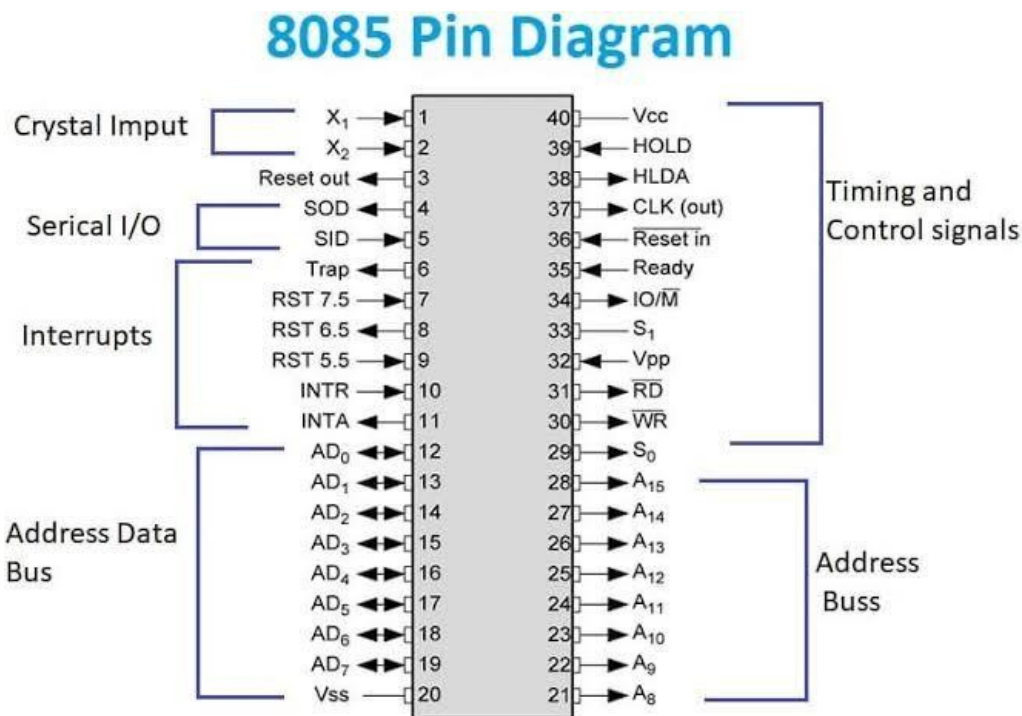 8085 Pin Diagram
Crystal Imput
Serical I/O
Interrupts
Address Data
Bus
X₁ 1
X₂ 2
Reset out 3
SOD 4
SID 5
Trap 6
RST 7.5 7
RST 6.5 8
RST 5.5 9
INTR 10
INTA 11
AD₀ 12
AD₁ 13
AD₂ 14
AD₃ 15
AD₄ 16
AD₅ 17
AD₆ 18
AD₇ 19
Vss 20
40 Vcc
39 HOLD
38 HLDA
37 CLK (out)
36 R̅e̅s̅e̅t̅ ̅i̅n̅
35 Ready
34 IO/M̅
33 S₁
32 Vpp
31 R̅D̅
30 W̅R̅
29 S₀
28 A₁₅
27 A₁₄
26 A₁₃
25 A₁₂
24 A₁₁
23 A₁₀
22 A₉
21 A₈
Timing and
Control signals
Address
Buss